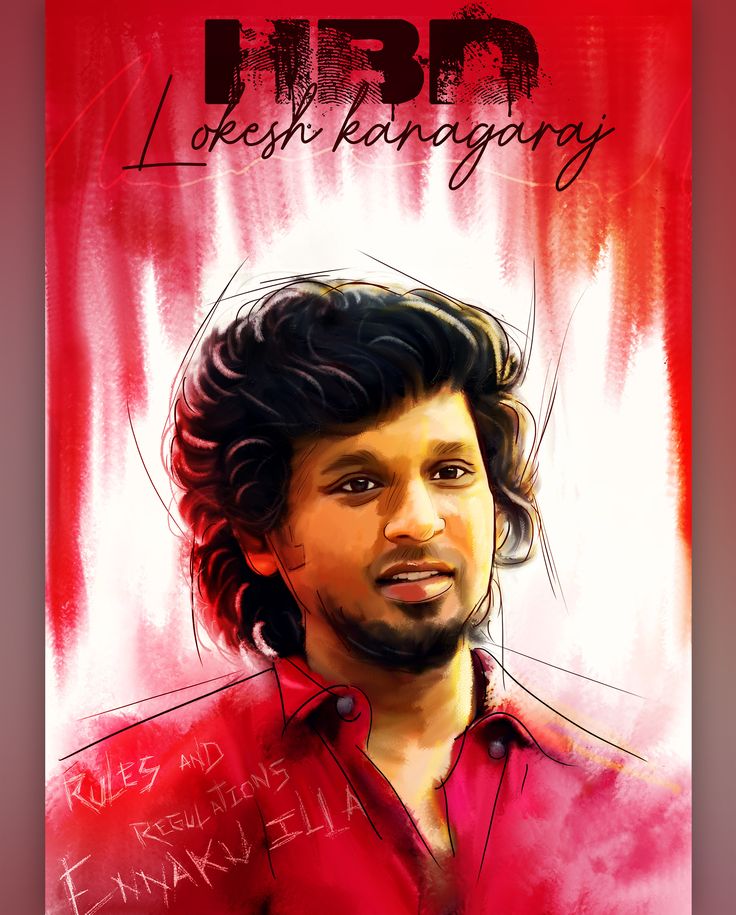 HBD
Lokesh kanagaraj
RULES AND
REGULATIONS
ENNAKU ILLA